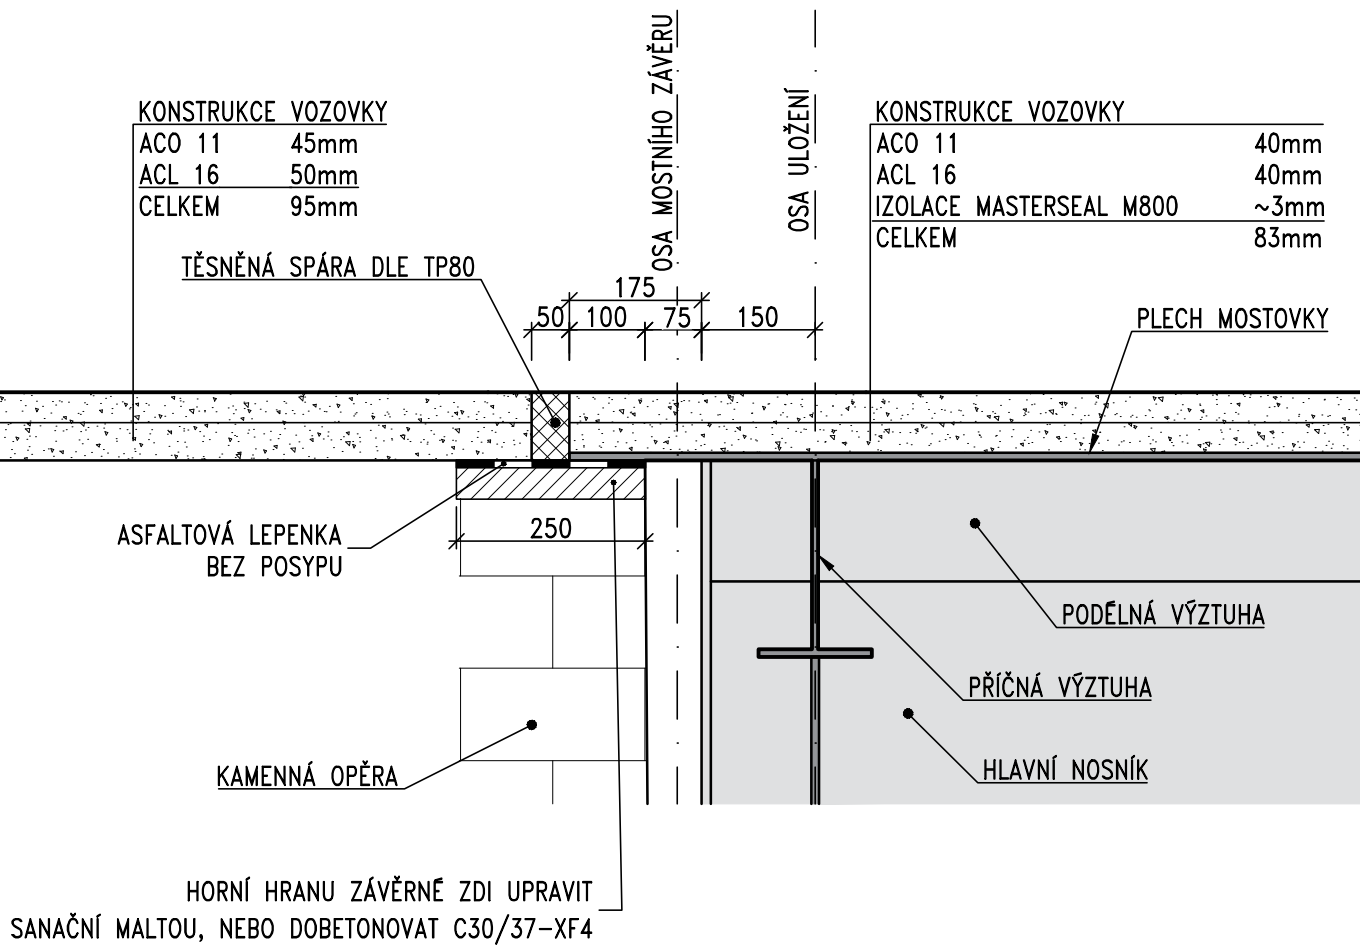 OSA MOSTNÍHO ZÁVĚRU
OSA ULOŽENÍ
KONSTRUKCE VOZOVKY
ACO 11 45mm
ACL 16 50mm
CELKEM 95mm
KONSTRUKCE VOZOVKY
ACO 11 40mm
ACL 16 40mm
IZOLACE MASTERSEAL M800 ~3mm
CELKEM 83mm
TĚSNĚNÁ SPÁRA DLE TP80
175
50 100 75 150
PLECH MOSTOVKY
ASFALTOVÁ LEPENKA
BEZ POSYPU
250
PODÉLNÁ VÝZTUHA
PŘÍČNÁ VÝZTUHA
KAMENNÁ OPĚRA
HLAVNÍ NOSNÍK
HORNÍ HRANU ZÁVĚRNÉ ZDI UPRAVIT
SANAČNÍ MALTOU, NEBO DOBETONOVAT C30/37-XF4